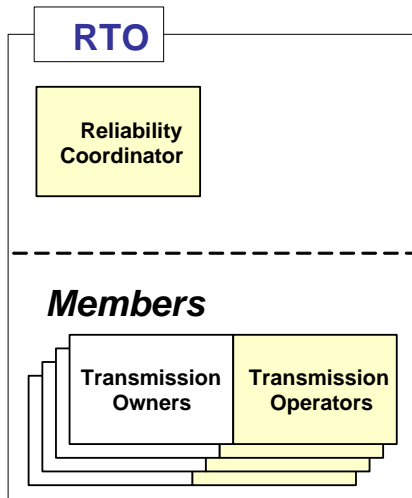 RTO
Reliability
Coordinator
Members
Transmission
Owners
Transmission
Operators